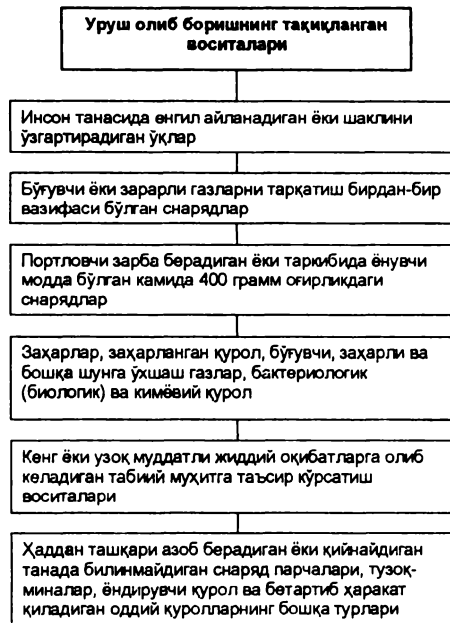 Уруш олиб боришнинг тақиқланган
воситалари
Инсон танасида енгил айланадиган ёки шаклини
ўзгартирадиган ўқлар
Бўғувчи ёки зарарли газларни тарқатиш бирдан-бир
вазифаси бўлган снарядлар
Портловчи зарба берадиган ёки таркибида ёнувчи
модда бўлган камида 400 грамм оғирликдаги
снарядлар
Заҳарлар, заҳарланган қурол, бўғувчи, заҳарли ва
бошқа шунга ўхшаш газлар, бактериологик
(биологик) ва кимёвий қурол
Кенг ёки узоқ муддатли жиддий оқибатларга олиб
келадиган табиий муҳитга таъсир кўрсатиш
воситалари
Ҳаддан ташқари азоб берадиган ёки қийнайдиган
танада билинмайдиган снаряд парчалари, тузоқ-
миналар, ёндирувчи қурол ва бетартиб ҳаракат
қиладиган оддий қуролларнинг бошқа турлари